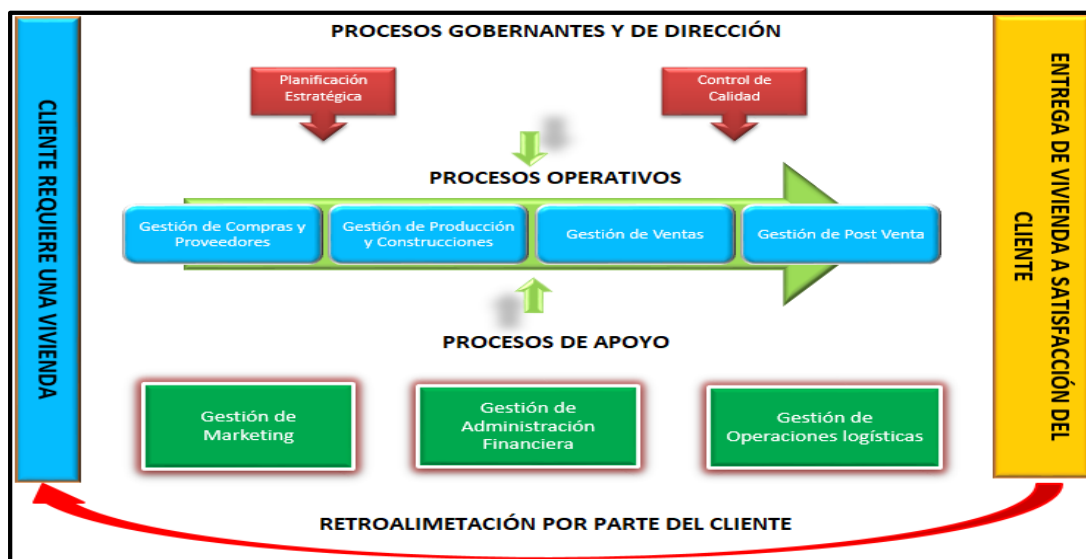 PROCESOS GOBERNANTES Y DE DIRECCIÓN
Planificación
Estratégica
Control de
Calidad
CLIENTE REQUIERE UNA VIVIENDA
PROCESOS OPERATIVOS
Gestión de Compras y
Proveedores
Gestión de Producción
y Construcciones
Gestión de Ventas
Gestión de Post Venta
ENTREGA DE VIVIENDA A SATISFACCIÓN DEL
CLIENTE
PROCESOS DE APOYO
Gestión de
Marketing
Gestión de
Administración
Financiera
Gestión de
Operaciones logísticas
RETROALIMETACIÓN POR PARTE DEL CLIENTE